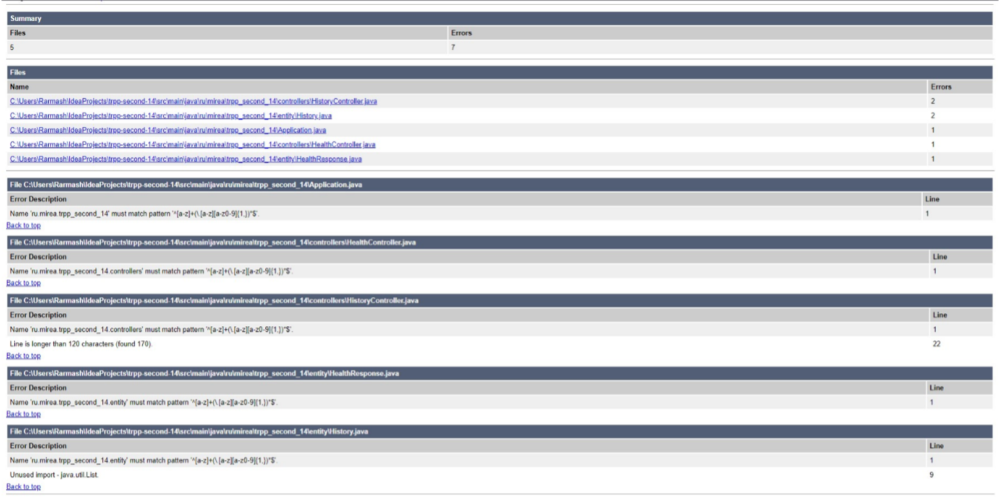 Summary
Files Errors
5 7
Files
Name Errors
C:\Users\Rarmash\IdeaProjects\trpp-second-14\src\main\java\ru\mirea\trpp_second_14\controllers\HistoryController.java 2
C:\Users\Rarmash\IdeaProjects\trpp-second-14\src\main\java\ru\mirea\trpp_second_14\entity\History.java 2
C:\Users\Rarmash\IdeaProjects\trpp-second-14\src\main\java\ru\mirea\trpp_second_14\Application.java 1
C:\Users\Rarmash\IdeaProjects\trpp-second-14\src\main\java\ru\mirea\trpp_second_14\controllers\HealthController.java 1
C:\Users\Rarmash\IdeaProjects\trpp-second-14\src\main\java\ru\mirea\trpp_second_14\entity\HealthResponse.java 1
File C:\Users\Rarmash\IdeaProjects\trpp-second-14\src\main\java\ru\mirea\trpp_second_14\Application.java
Error Description Line
Name 'ru.mirea.trpp_second_14' must match pattern '^[a-z]+(\.[a-z][a-z0-9]{1,})*$'. 1
Back to top
File C:\Users\Rarmash\IdeaProjects\trpp-second-14\src\main\java\ru\mirea\trpp_second_14\controllers\HealthController.java
Error Description Line
Name 'ru.mirea.trpp_second_14.controllers' must match pattern '^[a-z]+(\.[a-z][a-z0-9]{1,})*$'. 1
Back to top
File C:\Users\Rarmash\IdeaProjects\trpp-second-14\src\main\java\ru\mirea\trpp_second_14\controllers\HistoryController.java
Error Description Line
Name 'ru.mirea.trpp_second_14.controllers' must match pattern '^[a-z]+(\.[a-z][a-z0-9]{1,})*$'. 1
Line is longer than 120 characters (found 170). 22
Back to top
File C:\Users\Rarmash\IdeaProjects\trpp-second-14\src\main\java\ru\mirea\trpp_second_14\entity\HealthResponse.java
Error Description Line
Name 'ru.mirea.trpp_second_14.entity' must match pattern '^[a-z]+(\.[a-z][a-z0-9]{1,})*$'. 1
Back to top
File C:\Users\Rarmash\IdeaProjects\trpp-second-14\src\main\java\ru\mirea\trpp_second_14\entity\History.java
Error Description Line
Name 'ru.mirea.trpp_second_14.entity' must match pattern '^[a-z]+(\.[a-z][a-z0-9]{1,})*$'. 1
Unused import - java.util.List. 9
Back to top